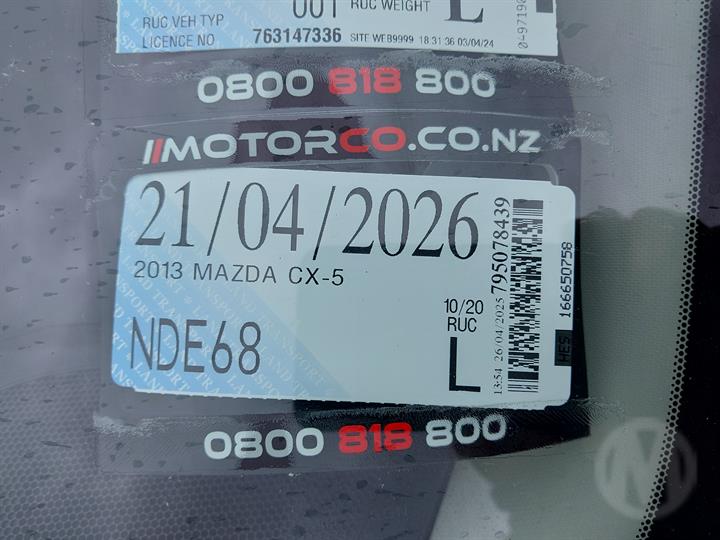 RUC VEH TYP 001 RUC WEIGHT L
LICENCE NO 763147336 SITE WEB9999 18:31:36 03/04/24
0497190
0800 818 800
MOTORCO.CO.NZ
21/04/2026
2013 MAZDA CX-5
NDE68
10/20
RUC
L
13:54 26/04/2025 795078439
HES 166650758
0800 818 800
M